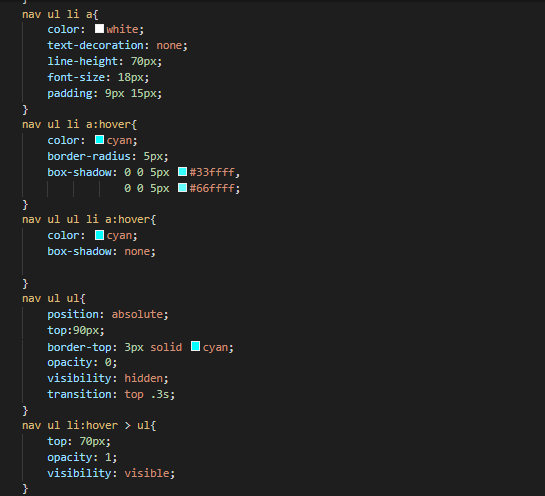 }
nav ul li a{
    color: white;
    text-decoration: none;
    line-height: 70px;
    font-size: 18px;
    padding: 9px 15px;
}
nav ul li a:hover{
    color: cyan;
    border-radius: 5px;
    box-shadow: 0 0 5px #33ffff,
                0 0 5px #66ffff;
}
nav ul ul li a:hover{
    color: cyan;
    box-shadow: none;

}
nav ul ul{
    position: absolute;
    top:90px;
    border-top: 3px solid cyan;
    opacity: 0;
    visibility: hidden;
    transition: top .3s;
}
nav ul li:hover > ul{
    top: 70px;
    opacity: 1;
    visibility: visible;
}